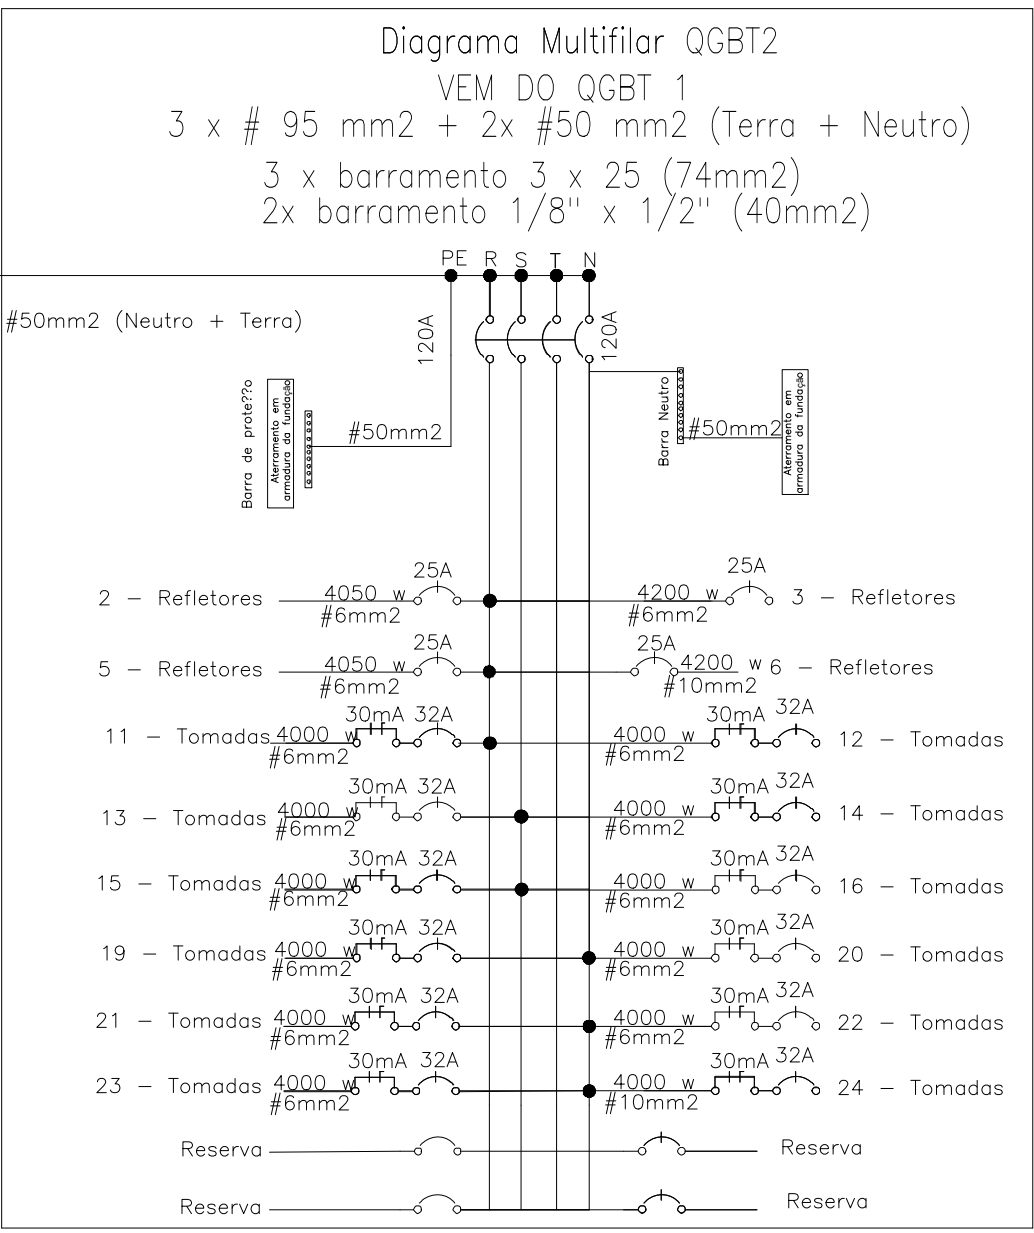 Diagrama Multifilar QGBT2
VEM DO QGBT 1
3 x # 95 mm2 + 2x #50 mm2 (Terra + Neutro)
3 x barramento 3 x 25 (74mm2)
2x barramento 1/8" x 1/2" (40mm2)
PE R S T N
#50mm2 (Neutro + Terra)
120A
120A
Barra de prote??o
Aterramento em
armadura da fundação
#50mm2
Barra Neutro
#50mm2
Aterramento em
armadura da fundação
2 - Refletores 4050 W 25A
#6mm2
4200 W 25A 3 - Refletores
#6mm2
5 - Refletores 4050 W 25A
#6mm2
25A 4200 W 6 - Refletores
#10mm2
11 - Tomadas 4000 W 30mA 32A
#6mm2
4000 W 30mA 32A 12 - Tomadas
#6mm2
13 - Tomadas 4000 W 30mA 32A
#6mm2
4000 W 30mA 32A 14 - Tomadas
#6mm2
15 - Tomadas 4000 W 30mA 32A
#6mm2
4000 W 30mA 32A 16 - Tomadas
#6mm2
19 - Tomadas 4000 W 30mA 32A
#6mm2
4000 W 30mA 32A 20 - Tomadas
#6mm2
21 - Tomadas 4000 W 30mA 32A
#6mm2
4000 W 30mA 32A 22 - Tomadas
#6mm2
23 - Tomadas 4000 W 30mA 32A
#6mm2
4000 W 30mA 32A 24 - Tomadas
#10mm2
Reserva Reserva
Reserva Reserva